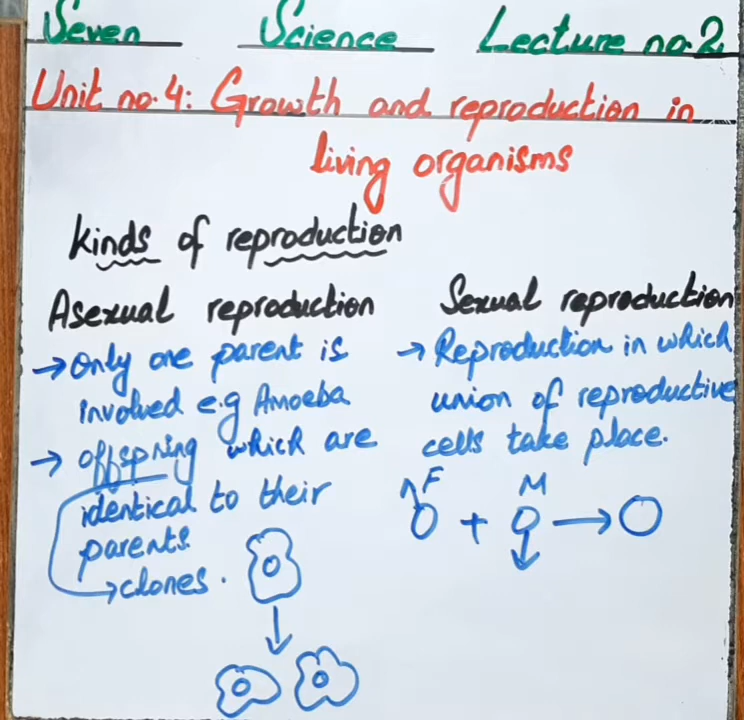 Seven Science Lecture no. 2
Unit no. 4: Growth and reproduction in
living organisms
Kinds of reproduction
Asexual reproduction
→ Only one parent is
involved e.g Amoeba
→ offspring which are
identical to their
parents
→ clones.
Sexual reproduction
→ Reproduction in which
union of reproductive
cells take place.
F M
+ →